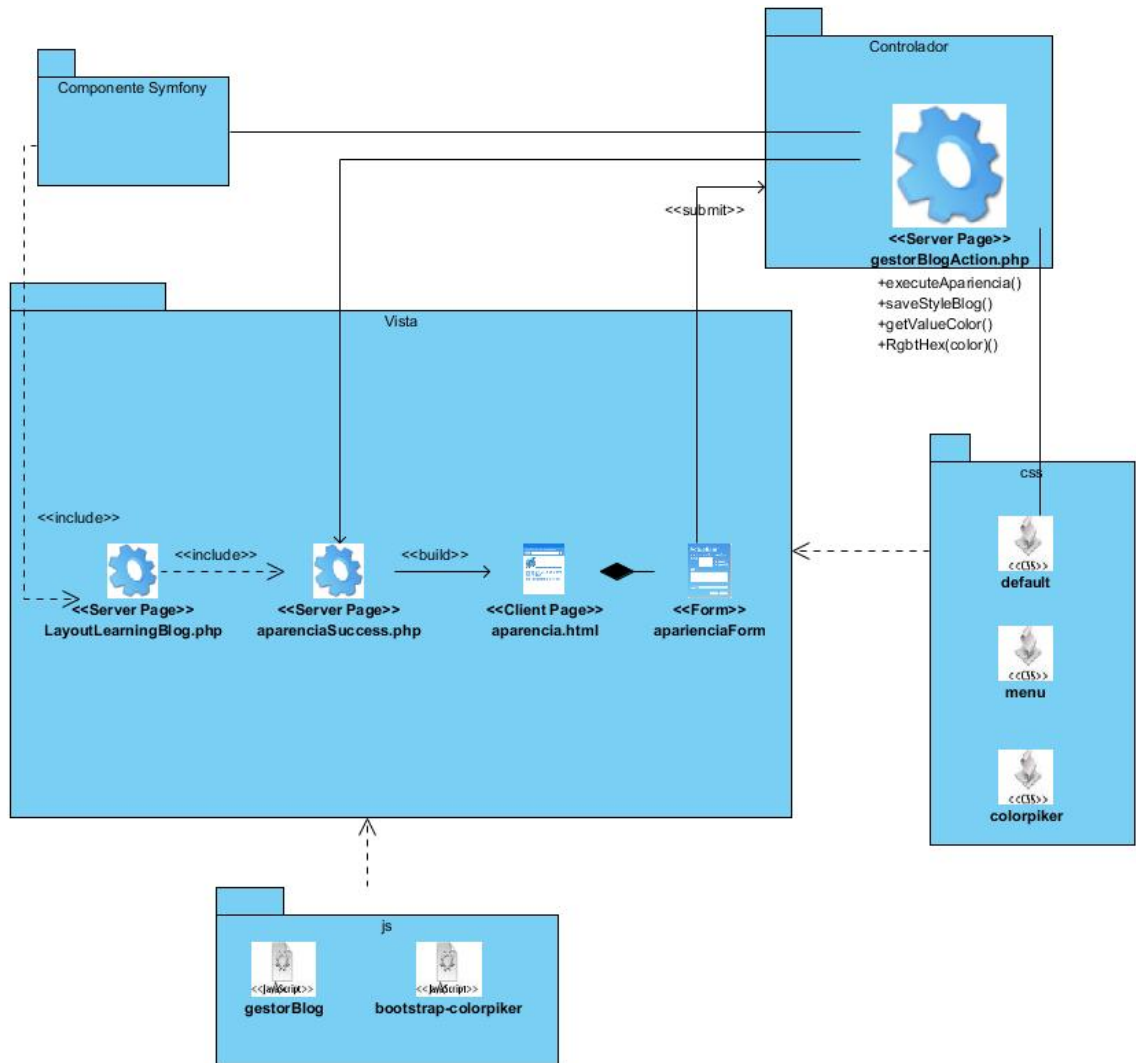 Controlador
Componente Symfony
<<submit>>
<<Server Page>>
gestorBlogAction.php
+executeApariencia()
+saveStyleBlog()
+getValueColor()
+RgbtHex(color)()
Vista
css
<<include>>
<<include>>
<<build>>
<<Server Page>>
LayoutLearningBlog.php
<<Server Page>>
aparenciaSuccess.php
<<Client Page>>
aparencia.html
<<Form>>
aparienciaForm
<<CSS>>
default
<<CSS>>
menu
<<CSS>>
colorpiker
js
<<JavaScript>>
gestorBlog
<<JavaScript>>
bootstrap-colorpiker